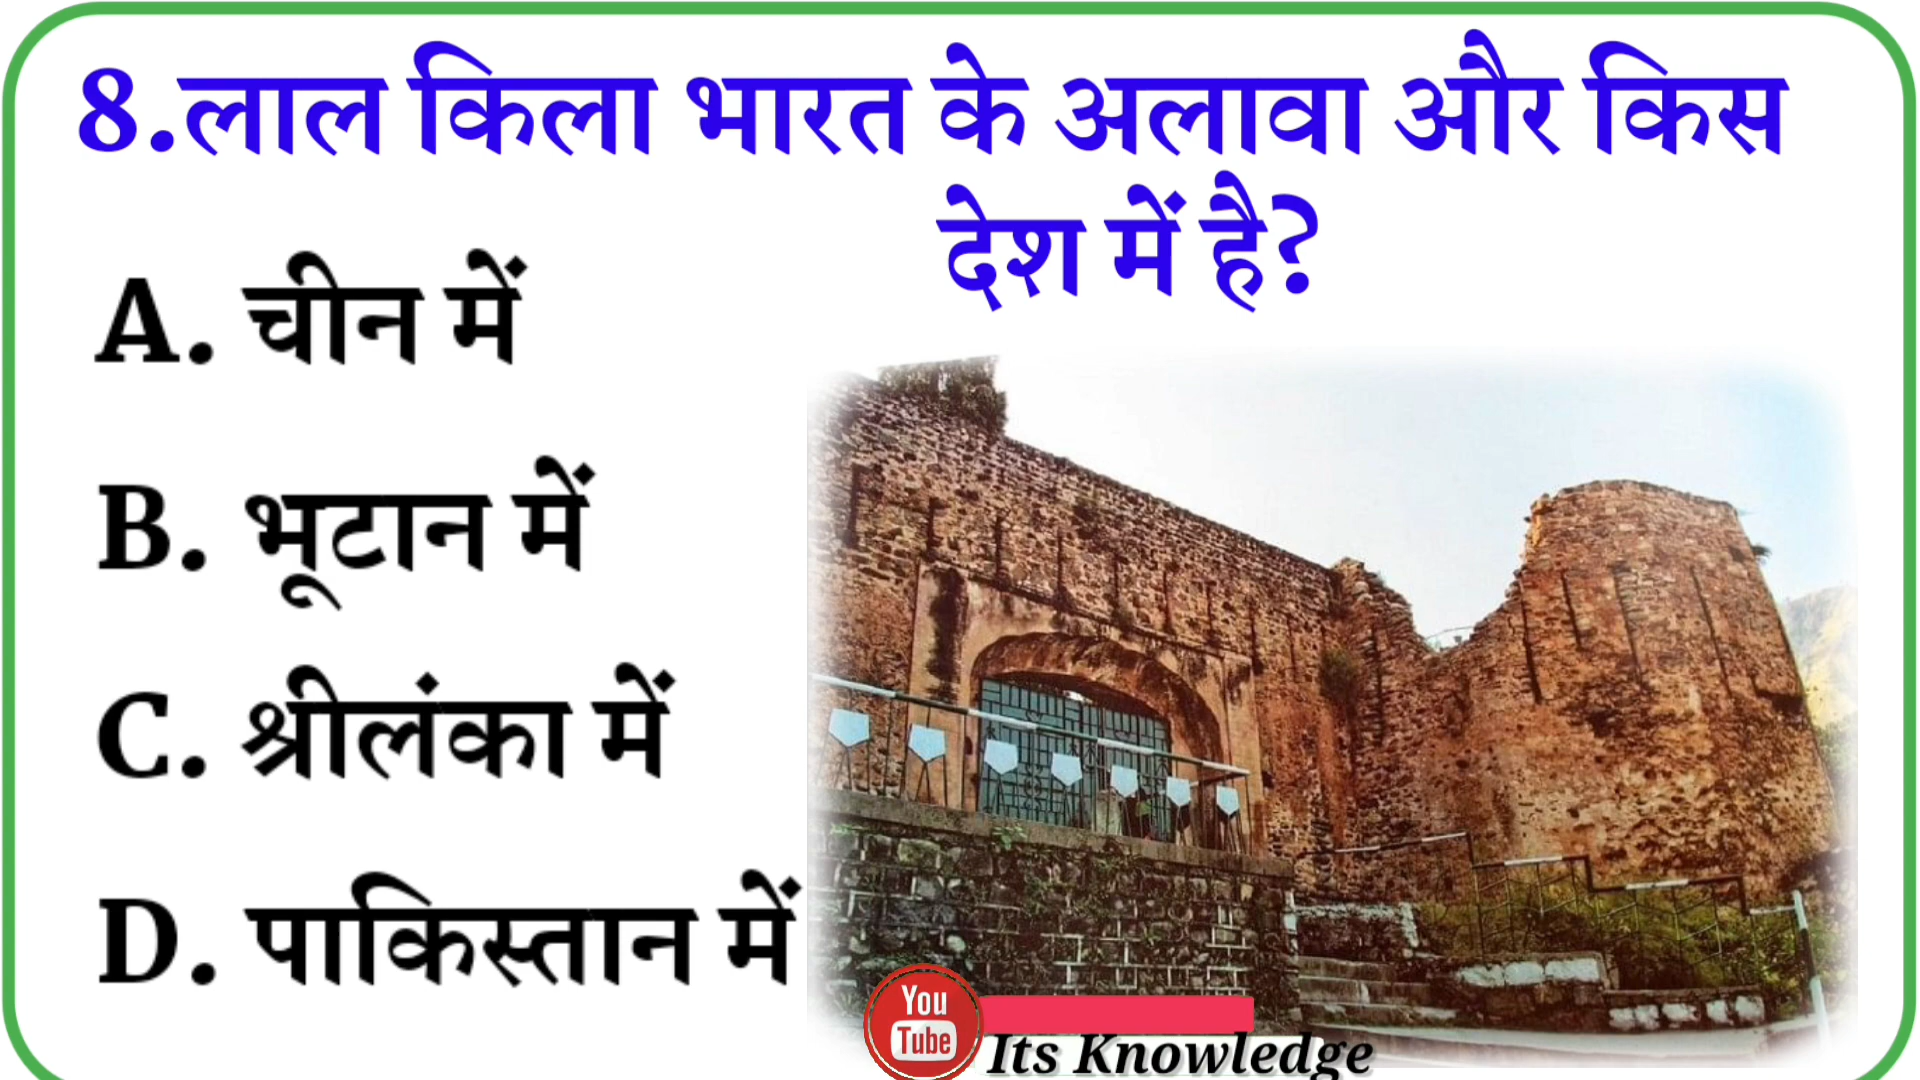 8.लाल किला भारत के अलावा और किस
देश में है?
A. चीन में
B. भूटान में
C. श्रीलंका में
D. पाकिस्तान में
You
Tube
Its Knowledge